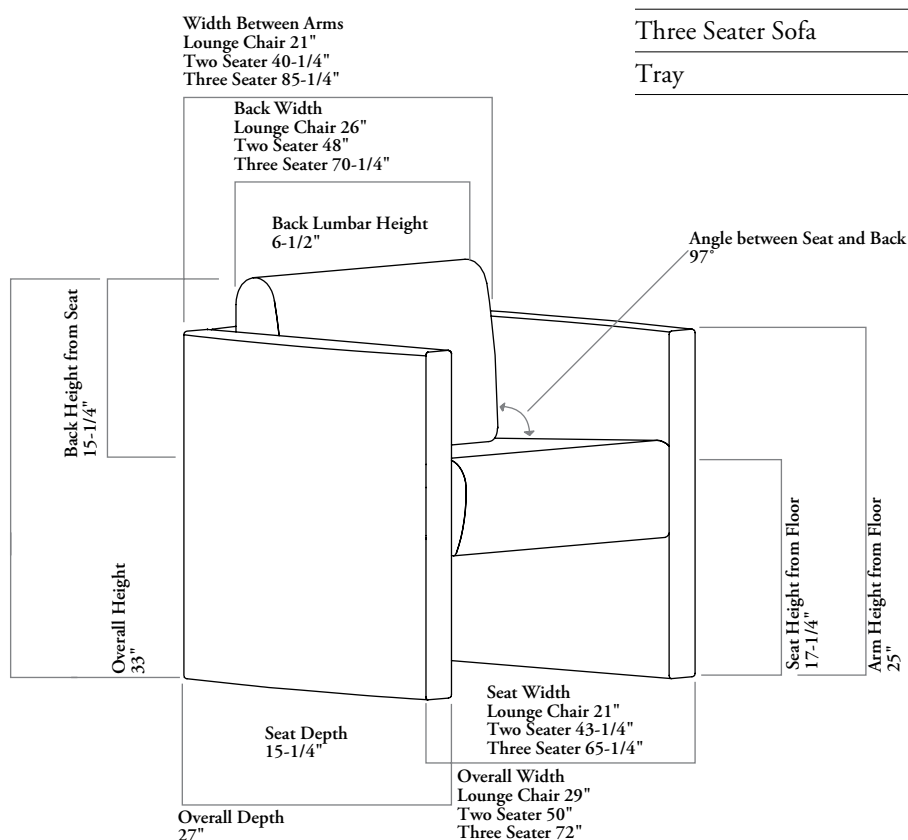 Width Between Arms
Lounge Chair 21"
Two Seater 40-1/4"
Three Seater 85-1/4"
Three Seater Sofa
Tray
Back Width
Lounge Chair 26"
Two Seater 48"
Three Seater 70-1/4"
Back Lumbar Height
6-1/2"
Angle between Seat and Back
97°
Back Height from Seat
15-1/4"
Overall Height
33"
Seat Height from Floor
17-1/4"
Arm Height from Floor
25"
Seat Width
Lounge Chair 21"
Two Seater 43-1/4"
Three Seater 65-1/4"
Seat Depth
15-1/4"
Overall Width
Lounge Chair 29"
Two Seater 50"
Three Seater 72"
Overall Depth
27"